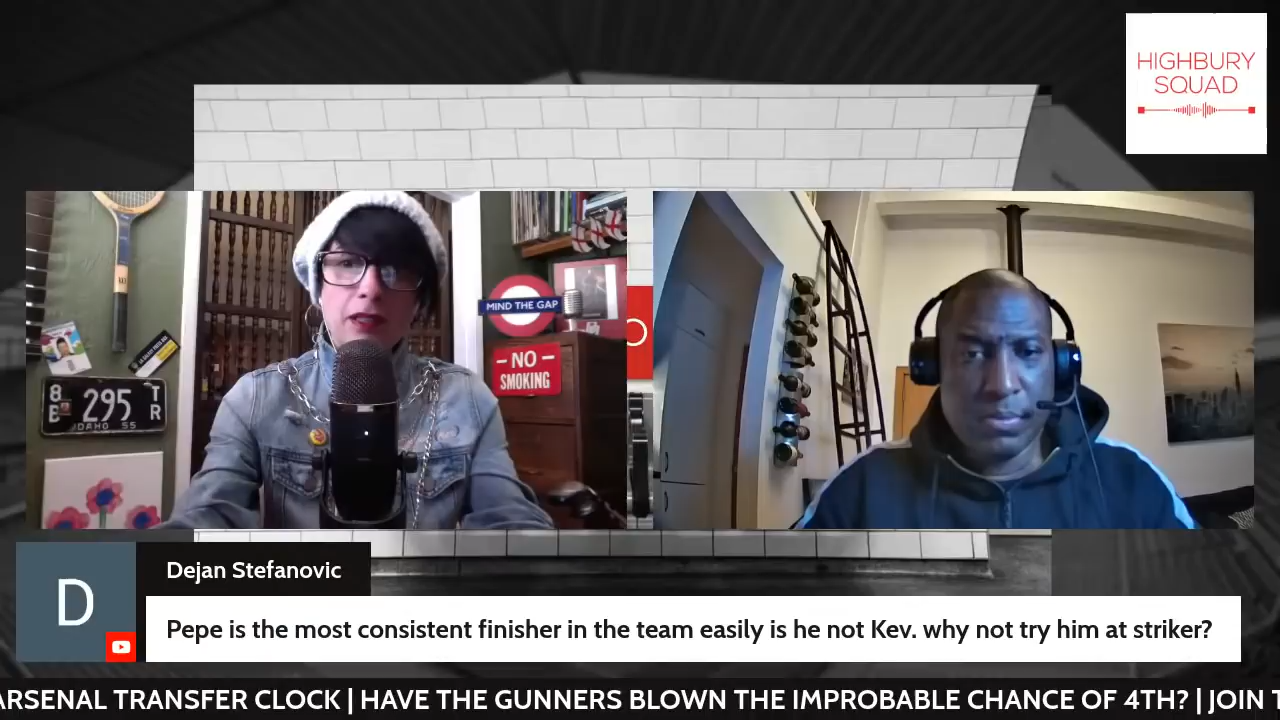 HIGHBURY
SQUAD
MIND THE GAP
- NO -
SMOKING
8
B
295
T
R
IDAHO 55
O
D
Dejan Stefanovic
Pepe is the most consistent finisher in the team easily is he not Kev. why not try him at striker?
ARSENAL TRANSFER CLOCK | HAVE THE GUNNERS BLOWN THE IMPROBABLE CHANCE OF 4TH? | JOIN T